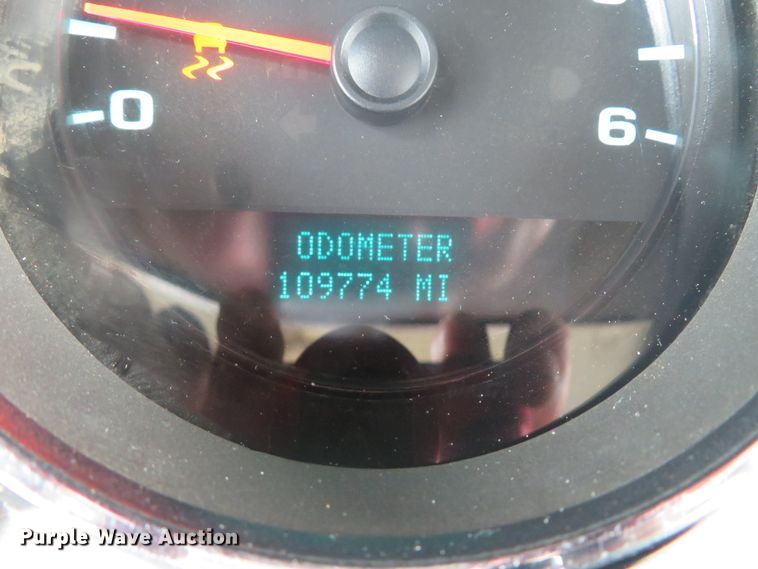 0
6
ODOMETER
109774 MI
Purple Wave Auction